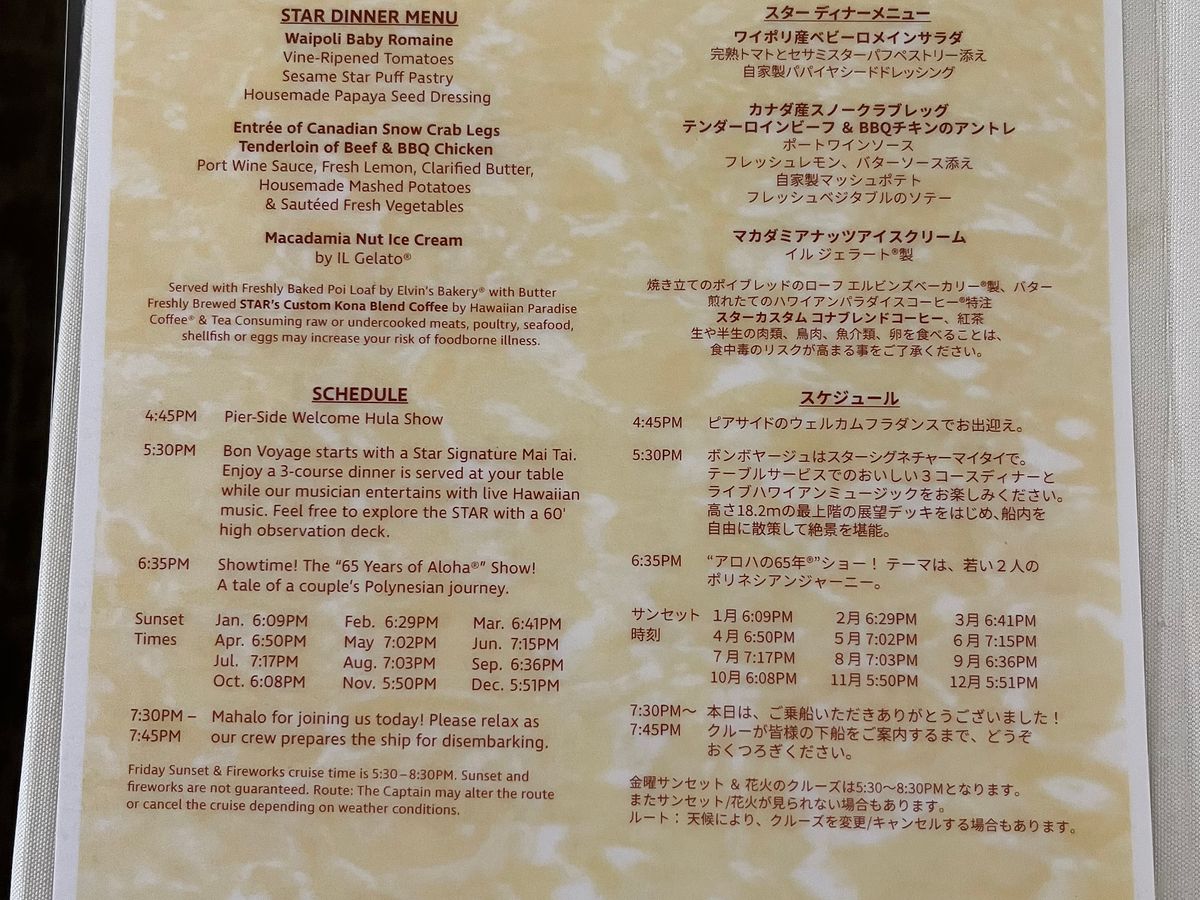 STAR DINNER MENU
Waipoli Baby Romaine
Vine-Ripened Tomatoes
Sesame Star Puff Pastry
Housemade Papaya Seed Dressing
Entrée of Canadian Snow Crab Legs
Tenderloin of Beef & BBQ Chicken
Port Wine Sauce, Fresh Lemon, Clarified Butter,
Housemade Mashed Potatoes
& Sautéed Fresh Vegetables
Macadamia Nut Ice Cream
by IL Gelato®
Served with Freshly Baked Poi Loaf by Elvin's Bakery® with Butter
Freshly Brewed STAR's Custom Kona Blend Coffee by Hawaiian Paradise
Coffee® & Tea Consuming raw or undercooked meats, poultry, seafood,
shellfish or eggs may increase your risk of foodborne illness.
SCHEDULE
4:45PM Pier-Side Welcome Hula Show
5:30PM Bon Voyage starts with a Star Signature Mai Tai.
Enjoy a 3-course dinner is served at your table
while our musician entertains with live Hawaiian
music. Feel free to explore the STAR with a 60'
high observation deck.
6:35PM Showtime! The “65 Years of Aloha®” Show!
A tale of a couple's Polynesian journey.
Sunset Jan. 6:09PM Feb. 6:29PM Mar. 6:41PM
Times Apr. 6:50PM May 7:02PM Jun. 7:15PM
Jul. 7:17PM Aug. 7:03PM Sep. 6:36PM
Oct. 6:08PM Nov. 5:50PM Dec. 5:51PM
7:30PM – Mahalo for joining us today! Please relax as
7:45PM our crew prepares the ship for disembarking.
Friday Sunset & Fireworks cruise time is 5:30–8:30PM. Sunset and
fireworks are not guaranteed. Route: The Captain may alter the route
or cancel the cruise depending on weather conditions.
スター ディナーメニュー
ワイポリ産ベビーロメインサラダ
完熟トマトとセサミスターパフペストリー添え
自家製パパイヤシードドレッシング
カナダ産スノークラブレッグ
テンダーロインビーフ & BBQチキンのアントレ
ポートワインソース
フレッシュレモン、バターソース添え
自家製マッシュポテト
フレッシュベジタブルのソテー
マカダミアナッツアイスクリーム
イル ジェラート®製
焼き立てのポイブレッドのローフ エルビンズベーカリー®製、バター
煎れたてのハワイアンパラダイスコーヒー®特注
スターカスタム コナブレンドコーヒー、紅茶
生や半生の肉類、鳥肉、魚介類、卵を食べることは、
食中毒のリスクが高まる事をご了承ください。
スケジュール
4:45PM ピアサイドのウェルカムフラダンスでお出迎え。
5:30PM ボンボヤージュはスターシグネチャーマイタイで。
テーブルサービスでのおいしい３コースディナーと
ライブハワイアンミュージックをお楽しみください。
高さ18.2mの最上階の展望デッキをはじめ、船内を
自由に散策して絶景を堪能。
6:35PM “アロハの65年®”ショー！ テーマは、若い２人の
ポリネシアンジャーニー。
サンセット 1月 6:09PM 2月 6:29PM 3月 6:41PM
時刻 4月 6:50PM 5月 7:02PM 6月 7:15PM
7月 7:17PM 8月 7:03PM 9月 6:36PM
10月 6:08PM 11月 5:50PM 12月 5:51PM
7:30PM～ 本日は、ご乗船いただきありがとうございました！
7:45PM クルーが皆様の下船をご案内するまで、どうぞ
おくつろぎください。
金曜サンセット & 花火のクルーズは5:30～8:30PMとなります。
またサンセット/花火が見られない場合もあります。
ルート： 天候により、クルーズを変更/キャンセルする場合もあります。